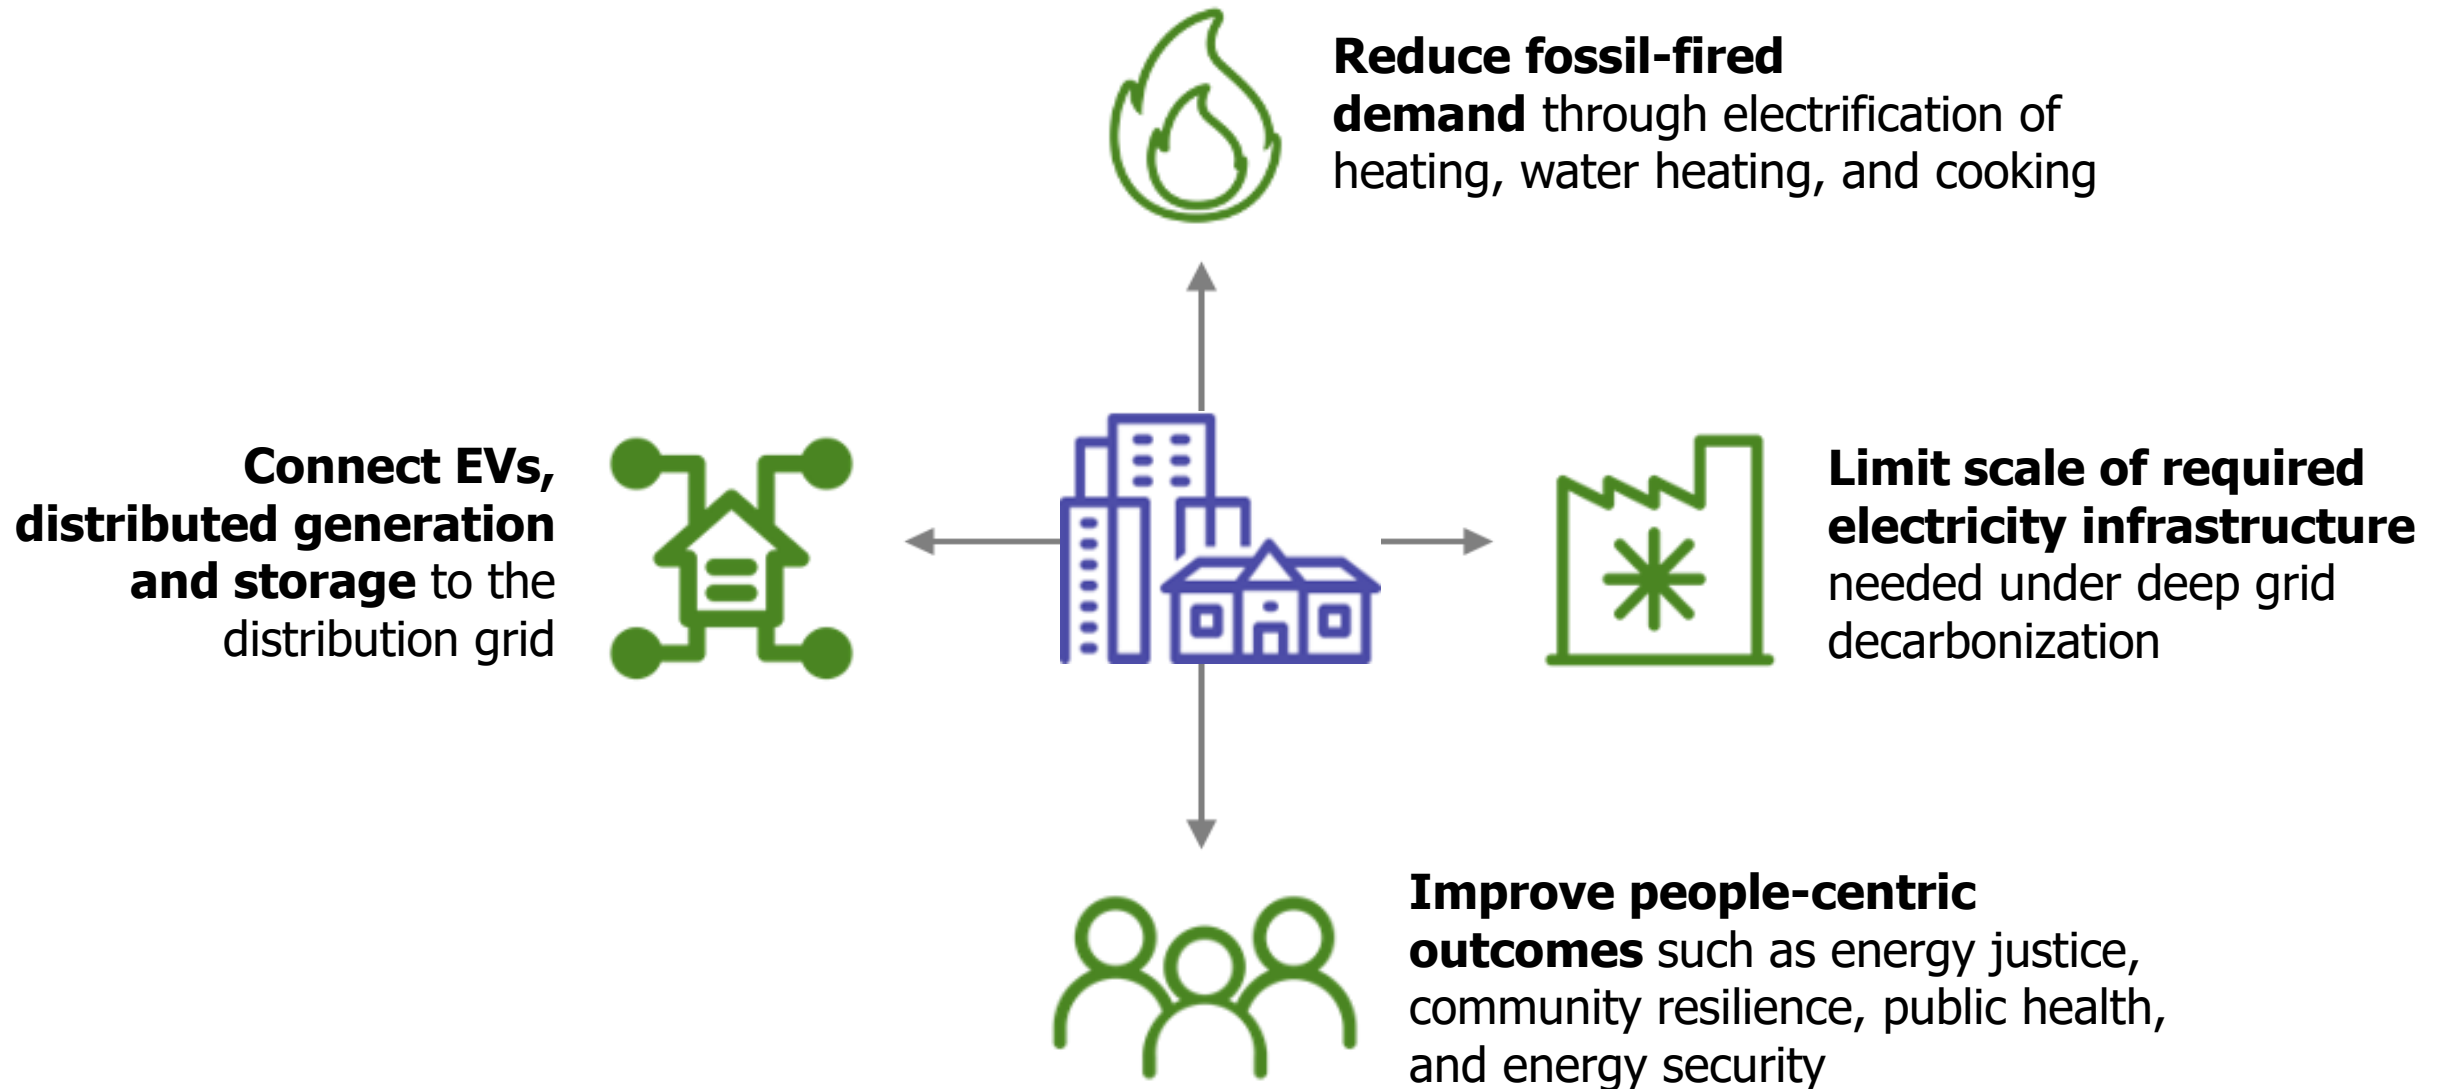 Reduce fossil-fired
demand through electrification of
heating, water heating, and cooking
Connect EVs,
distributed generation
and storage to the
distribution grid
Limit scale of required
electricity infrastructure
needed under deep grid
decarbonization
Improve people-centric
outcomes such as energy justice,
community resilience, public health,
and energy security